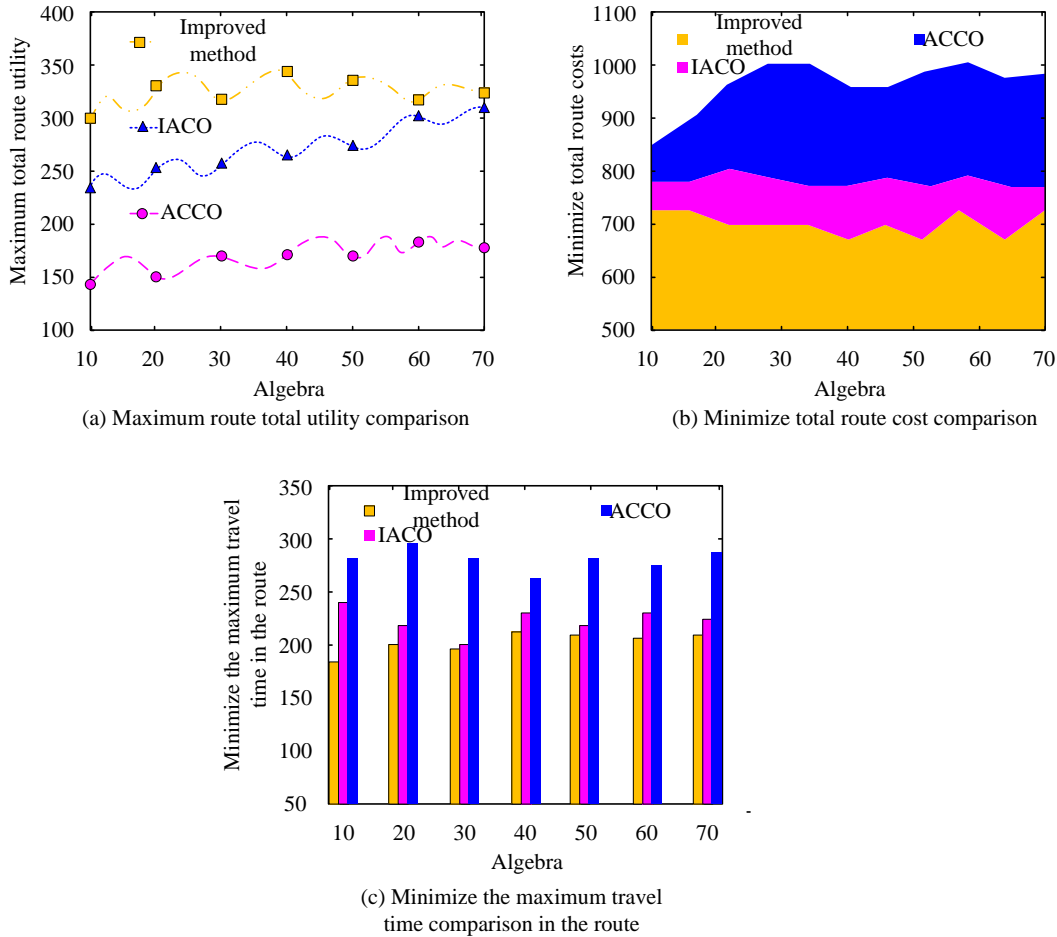 400
350
300
250
200
150
100
Maximum total route utility
Improved
method
IACO
ACCO
10 20 30 40 50 60 70
Algebra
(a) Maximum route total utility comparison
1100
1000
900
800
700
600
500
Minimize total route costs
Improved
method
ACCO
IACO
10 20 30 40 50 60 70
Algebra
(b) Minimize total route cost comparison
350
300
250
200
150
100
50
Minimize the maximum travel
time in the route
Improved
method
ACCO
IACO
10 20 30 40 50 60 70
Algebra
(c) Minimize the maximum travel
time comparison in the route